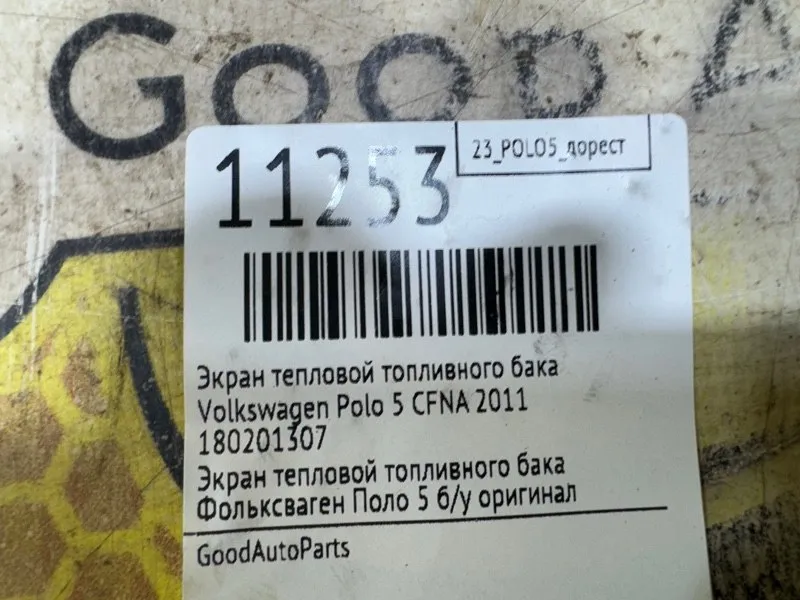 GOOD A
11253
23_POLO5_дорест
Экран тепловой топливного бака
Volkswagen Polo 5 CFNA 2011
180201307
Экран тепловой топливного бака
Фольксваген Поло 5 б/у оригинал
GoodAutoParts